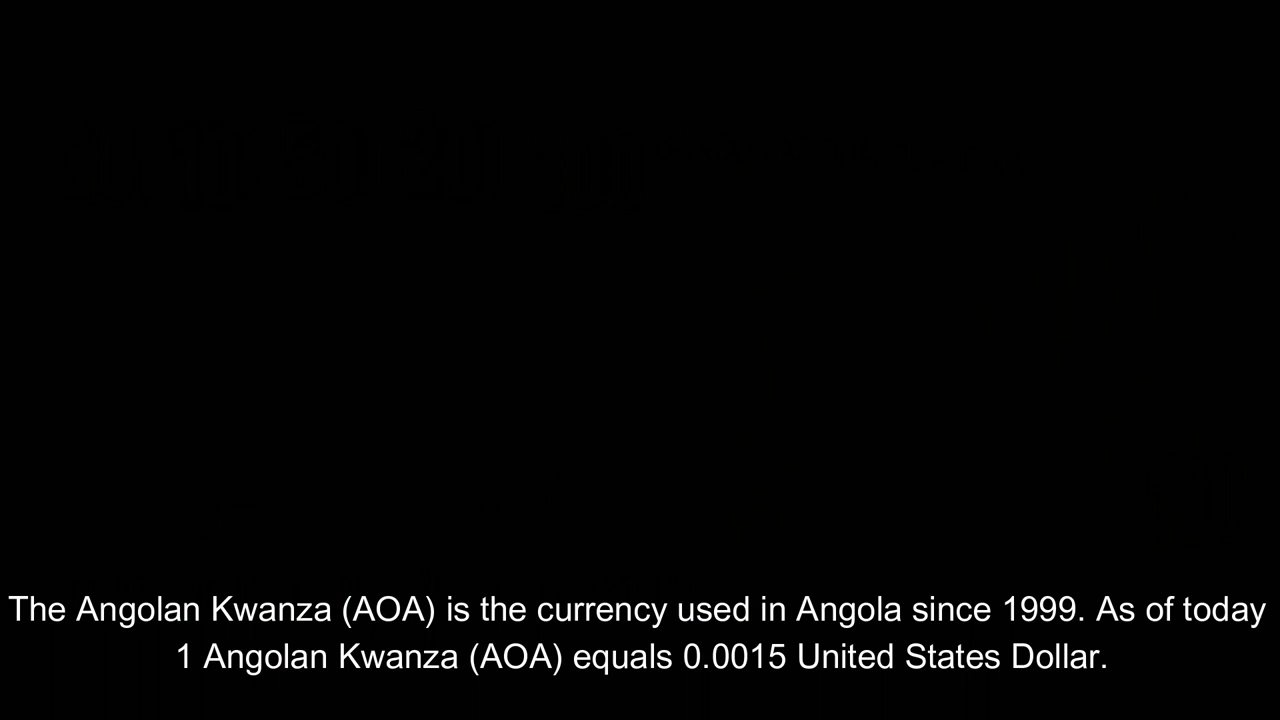 The Angolan Kwanza (AOA) is the currency used in Angola since 1999. As of today
1 Angolan Kwanza (AOA) equals 0.0015 United States Dollar.